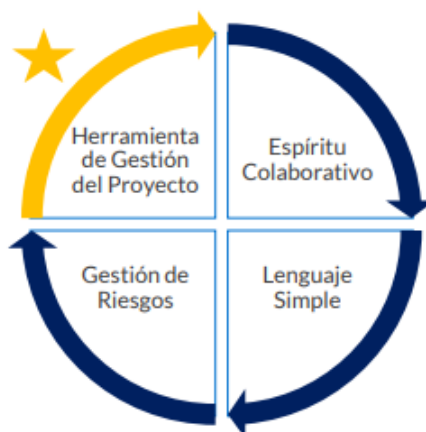 Herramienta
de Gestión
del Proyecto
Espíritu
Colaborativo
Gestión de
Riesgos
Lenguaje
Simple